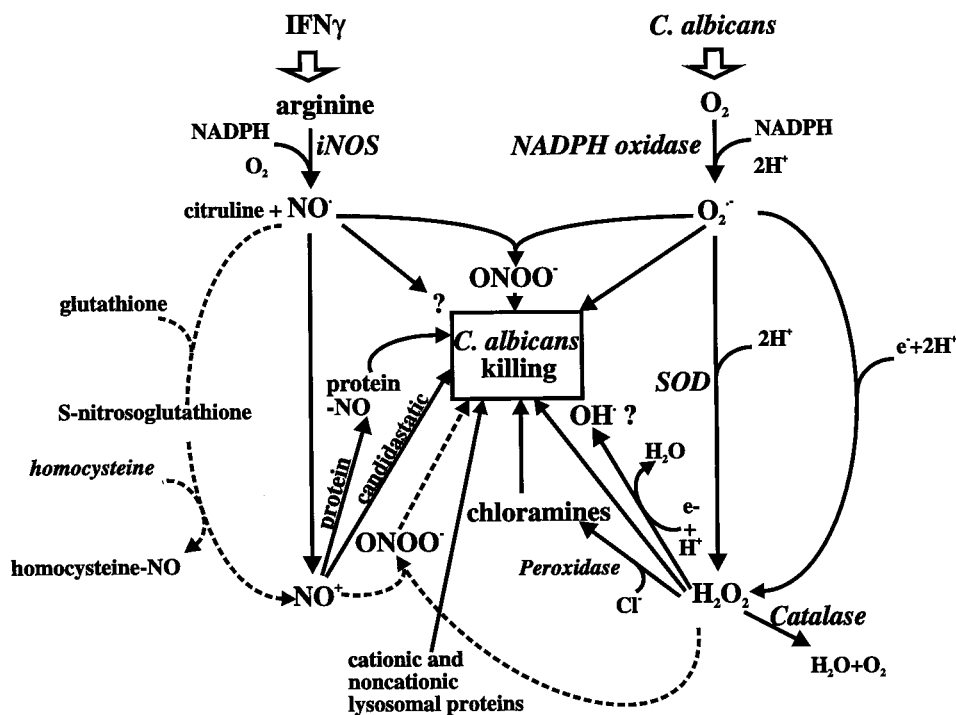 IFNγ
C. albicans
arginine
O₂
NADPH
iNOS
O₂
NADPH oxidase
NADPH
2H⁺
citruline + NO·
O₂·⁻
ONOO⁻
?
glutathione
C. albicans
killing
2H⁺
e⁻+2H⁺
SOD
protein
-NO
S-nitrosoglutathione
OH· ?
homocysteine
protein
candidastatic
H₂O
chloramines
e-
+
H⁺
ONOO⁻
homocysteine-NO
Peroxidase
NO⁺
Cl⁻
H₂O₂
Catalase
H₂O+O₂
cationic and
noncationic
lysosomal proteins